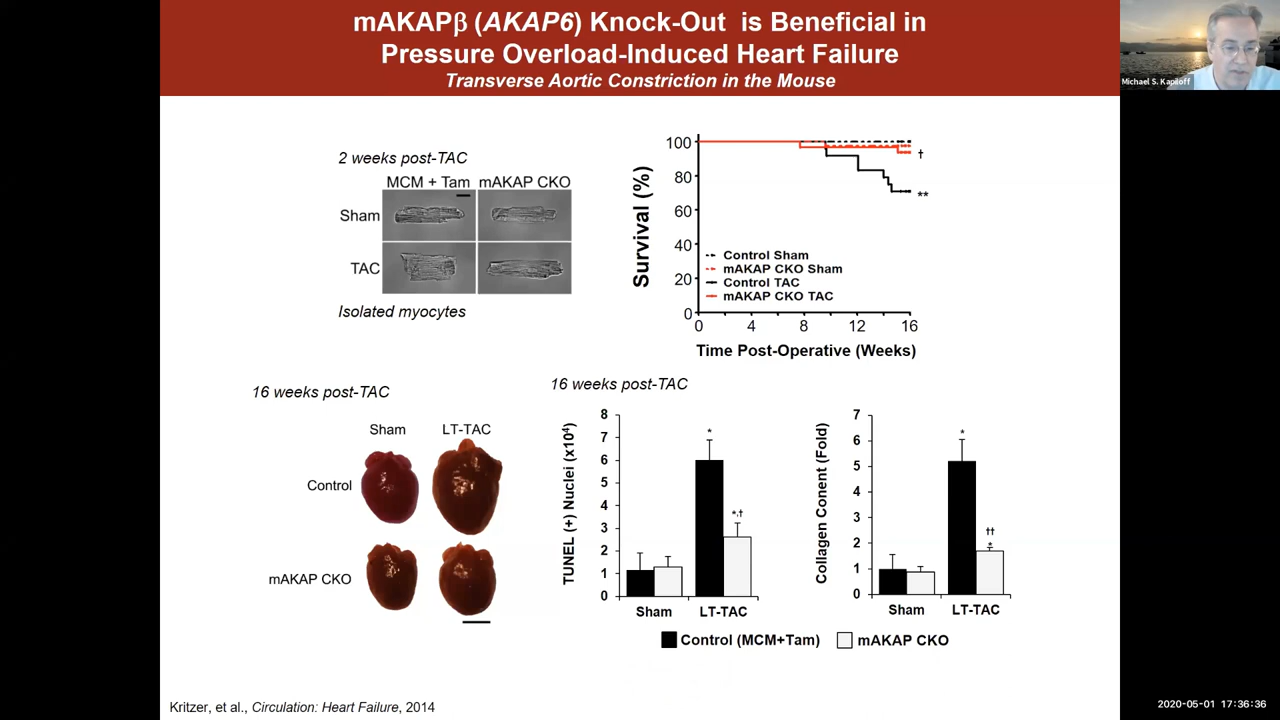 mAKAPβ (AKAP6) Knock-Out is Beneficial in
Pressure Overload-Induced Heart Failure
Transverse Aortic Constriction in the Mouse
Michael S. Kapiloff
2 weeks post-TAC
MCM + Tam mAKAP CKO
Sham
TAC
Isolated myocytes
Survival (%)
100
80
60
40
20
0
†
**
Control Sham
mAKAP CKO Sham
Control TAC
mAKAP CKO TAC
0 4 8 12 16
Time Post-Operative (Weeks)
16 weeks post-TAC
Sham LT-TAC
Control
mAKAP CKO
16 weeks post-TAC
TUNEL (+) Nuclei (x10⁴)
8
7
6
5
4
3
2
1
0
*
*,†
Sham LT-TAC
Collagen Conent (Fold)
7
6
5
4
3
2
1
0
*
††
*
Sham LT-TAC
Control (MCM+Tam) mAKAP CKO
Kritzer, et al., Circulation: Heart Failure, 2014
2020-05-01 17:36:36